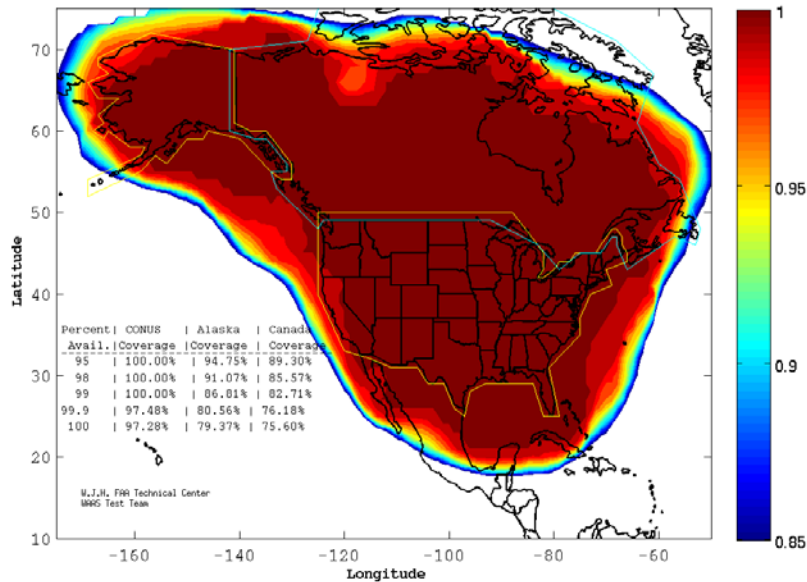 1
70
60
0.95
50
Latitude
40
Percent| CONUS | Alaska | Canada
Avail.|Coverage |Coverage | Coverage
95 | 100.00% | 94.75% | 89.30%
98 | 100.00% | 91.07% | 85.57%
99 | 100.00% | 86.81% | 82.71%
99.9 | 97.48% | 80.56% | 76.18%
100 | 97.28% | 79.37% | 75.60%
30
0.9
20
W.J.H. FAA Technical Center
WAAS Test Team
10
0.85
-160 -140 -120 -100 -80 -60
Longitude